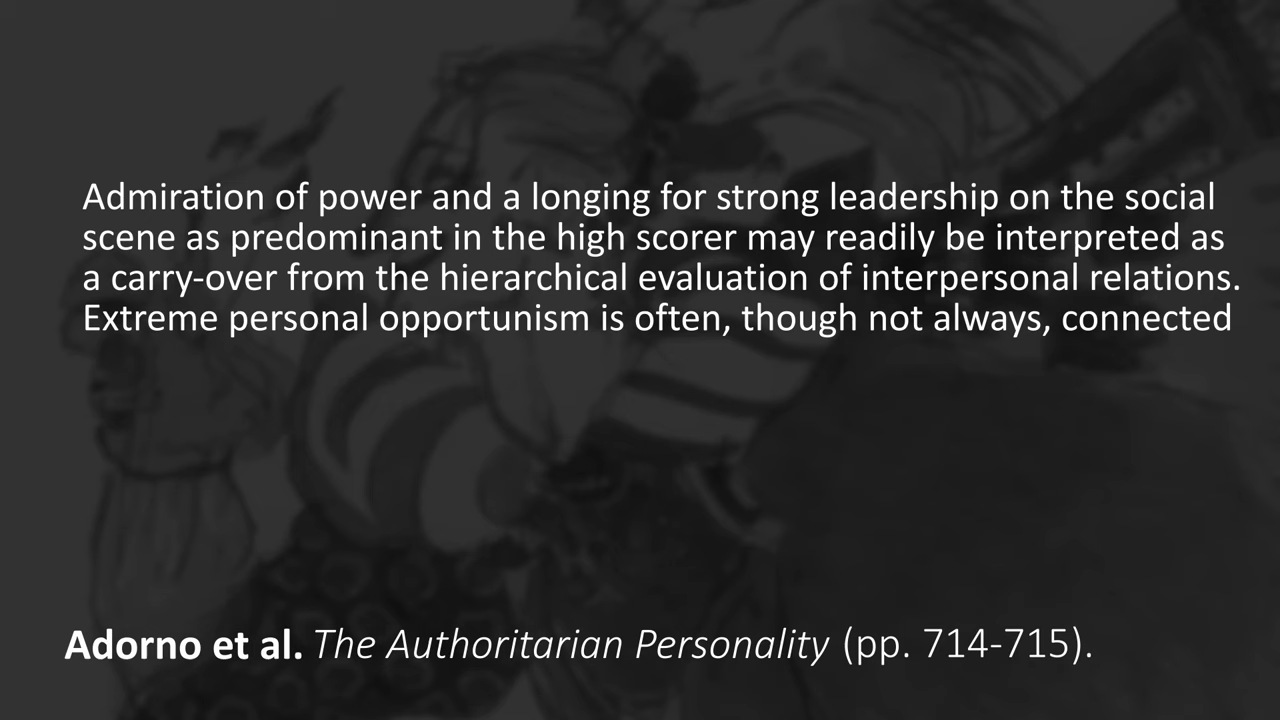 Admiration of power and a longing for strong leadership on the social
scene as predominant in the high scorer may readily be interpreted as
a carry-over from the hierarchical evaluation of interpersonal relations.
Extreme personal opportunism is often, though not always, connected
Adorno et al. The Authoritarian Personality (pp. 714-715).